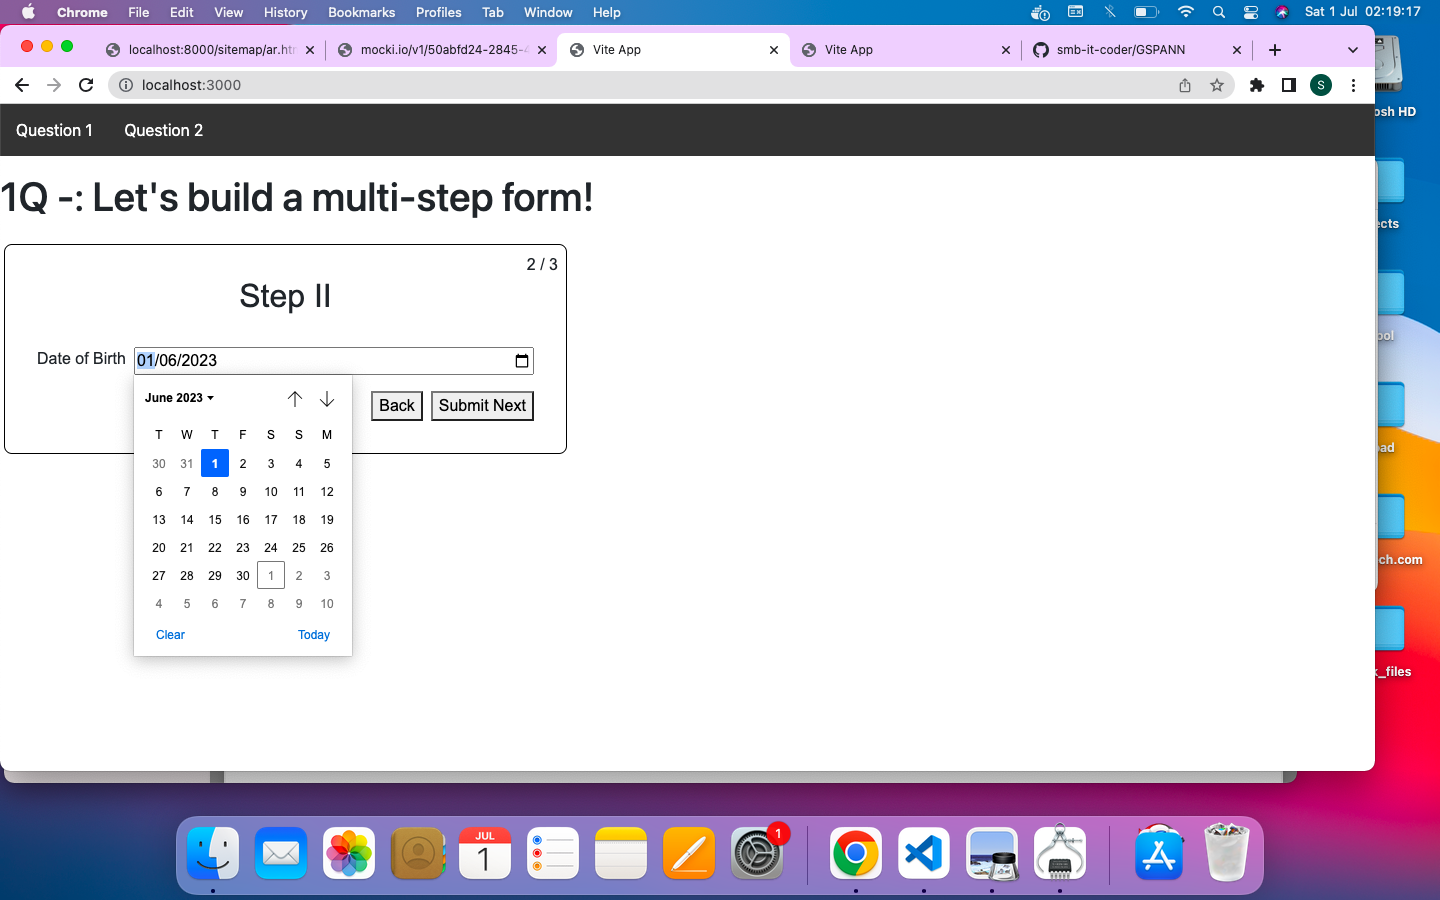 Chrome File Edit View History Bookmarks Profiles Tab Window Help Sat 1 Jul 02:19:17
localhost:8000/sitemap/ar.htm mocki.io/v1/50abfd24-2845-4 Vite App Vite App smb-it-coder/GSPANN
localhost:3000 S
osh HD
Question 1 Question 2
1Q -: Let's build a multi-step form!
ects
2 / 3
Step II
ool
Date of Birth 01/06/2023
June 2023
Back Submit Next
T W T F S S M
ad
30 31 1 2 3 4 5
6 7 8 9 10 11 12
13 14 15 16 17 18 19
20 21 22 23 24 25 26
ch.com
27 28 29 30 1 2 3
4 5 6 7 8 9 10
Clear Today
_files
JUL
1
1